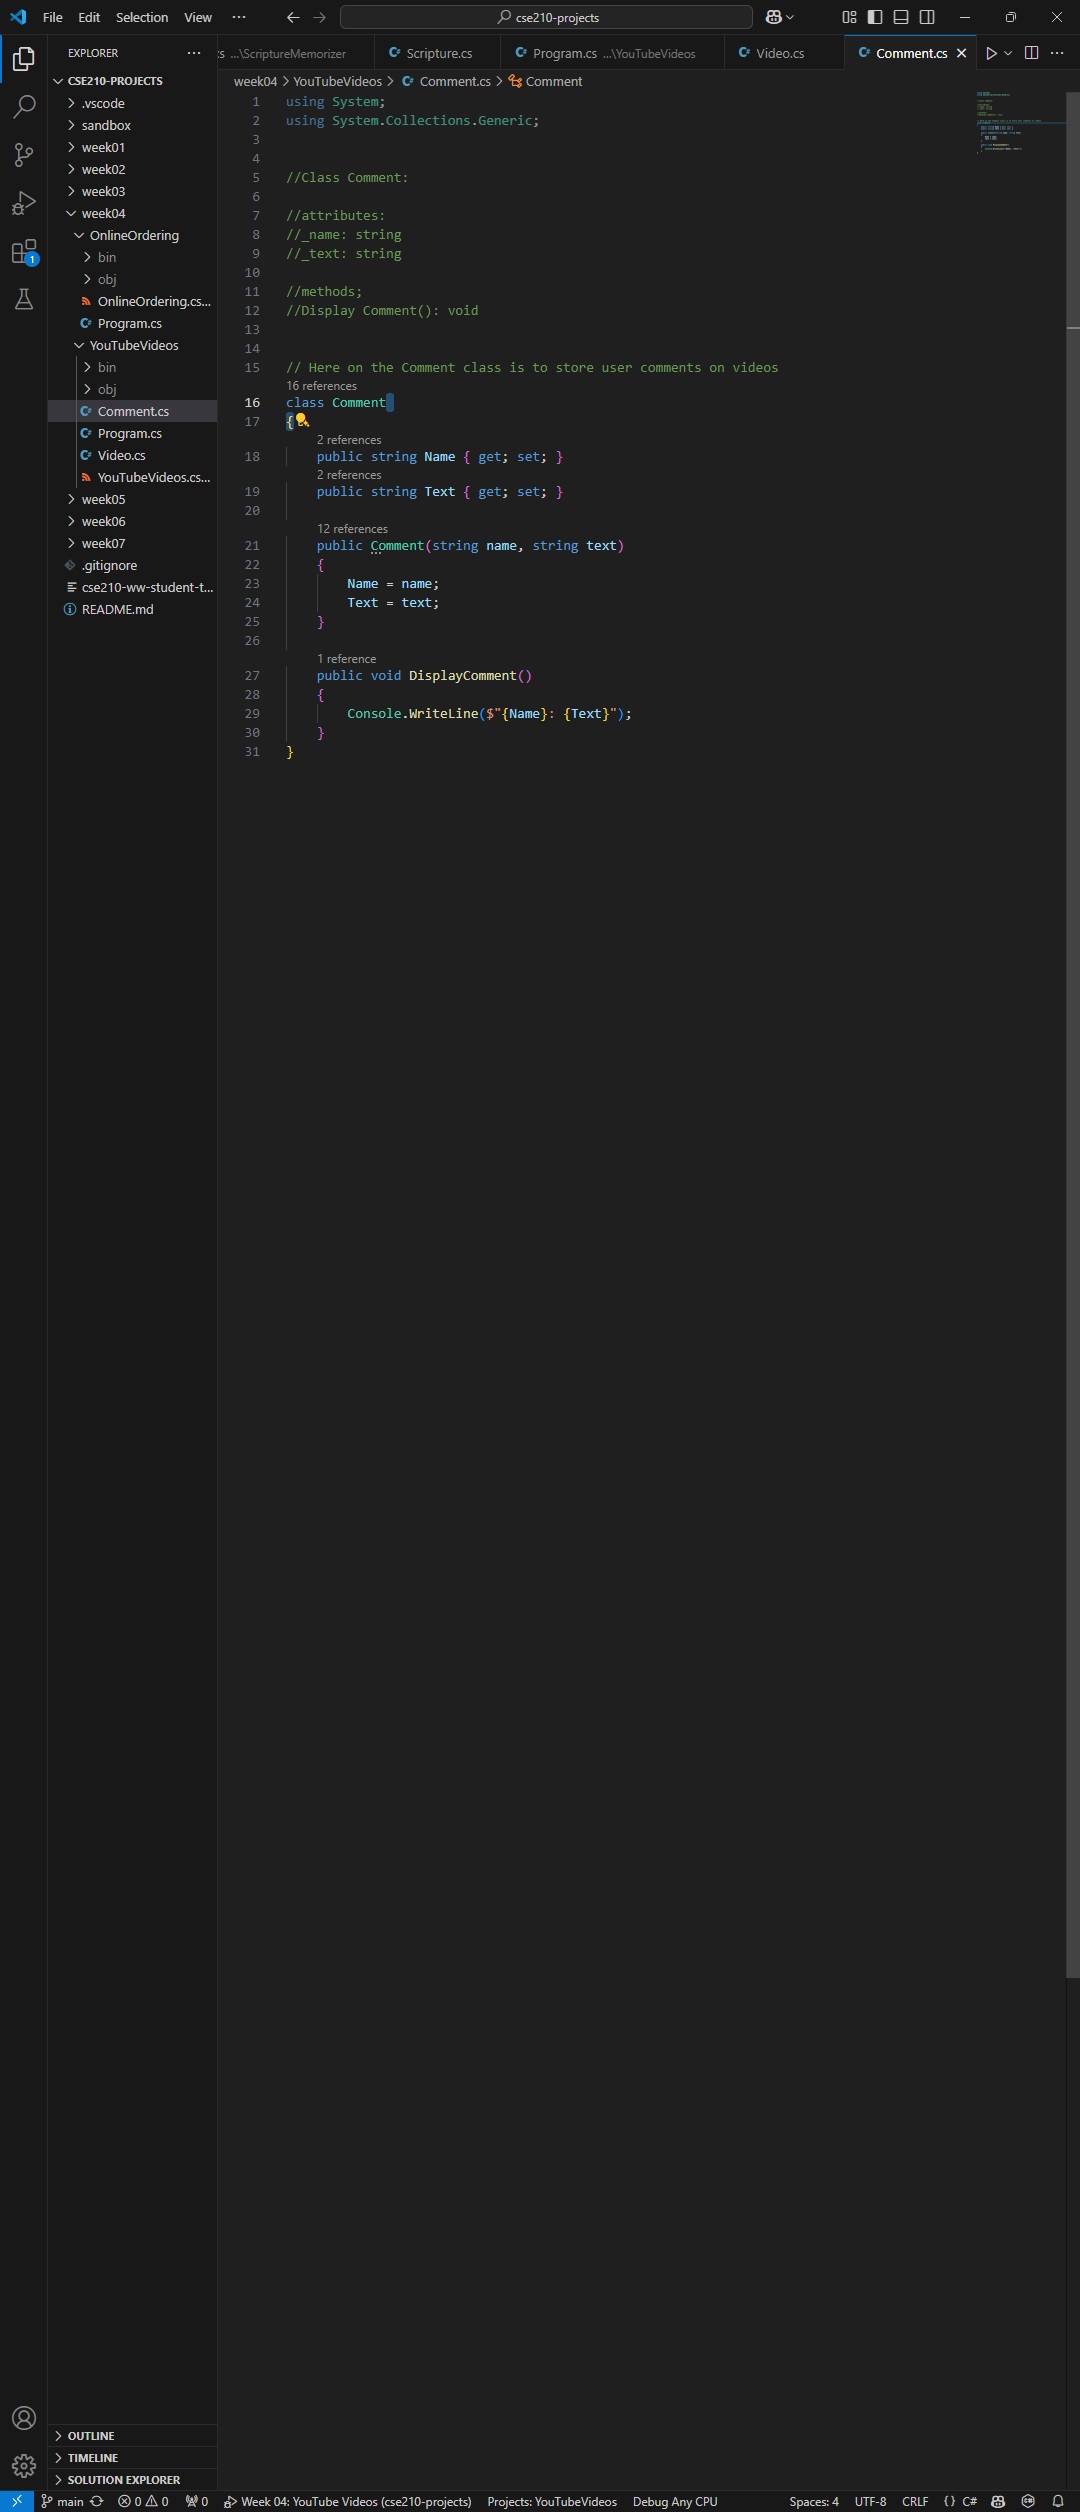 File Edit Selection View ··· cse210-projects
EXPLORER ···
CSE210-PROJECTS
.vscode
sandbox
week01
week02
week03
week04
OnlineOrdering
bin
obj
OnlineOrdering.cs...
Program.cs
YouTubeVideos
bin
obj
Comment.cs
Program.cs
Video.cs
YouTubeVideos.cs...
week05
week06
week07
.gitignore
cse210-ww-student-t...
README.md
1
OUTLINE
TIMELINE
SOLUTION EXPLORER
cs ...\ScriptureMemorizer Scripture.cs Program.cs ...\YouTubeVideos Video.cs Comment.cs
week04 > YouTubeVideos > Comment.cs > Comment
1 using System;
2 using System.Collections.Generic;
3
4
5 //Class Comment:
6
7 //attributes:
8 //_name: string
9 //_text: string
10
11 //methods;
12 //Display Comment(): void
13
14
15 // Here on the Comment class is to store user comments on videos
16 references
16 class Comment
17 {
2 references
18 public string Name { get; set; }
2 references
19 public string Text { get; set; }
20
12 references
21 public Comment(string name, string text)
22 {
23 Name = name;
24 Text = text;
25 }
26
1 reference
27 public void DisplayComment()
28 {
29 Console.WriteLine($"{Name}: {Text}");
30 }
31 }
main 0 0 0 Week 04: YouTube Videos (cse210-projects) Projects: YouTubeVideos Debug Any CPU Spaces: 4 UTF-8 CRLF {} C#